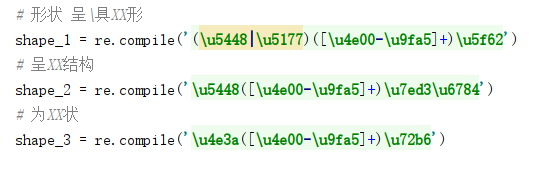 # 形状 呈\具XX形
shape_1 = re.compile('(\u5448|\u5177)([\u4e00-\u9fa5]+)\u5f62')
# 呈XX结构
shape_2 = re.compile('\u5448([\u4e00-\u9fa5]+)\u7ed3\u6784')
# 为XX状
shape_3 = re.compile('\u4e3a([\u4e00-\u9fa5]+)\u72b6')